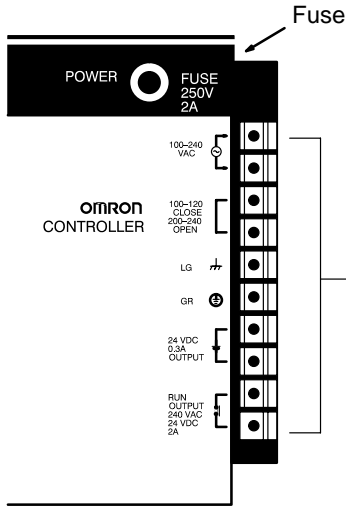 Fuse
POWER
FUSE
250V
2A
100–240
VAC
100–120
CLOSE
200–240
OPEN
OMRON
CONTROLLER
LG
GR
24 VDC
0.3A
OUTPUT
RUN
OUTPUT
240 VAC
24 VDC
2A